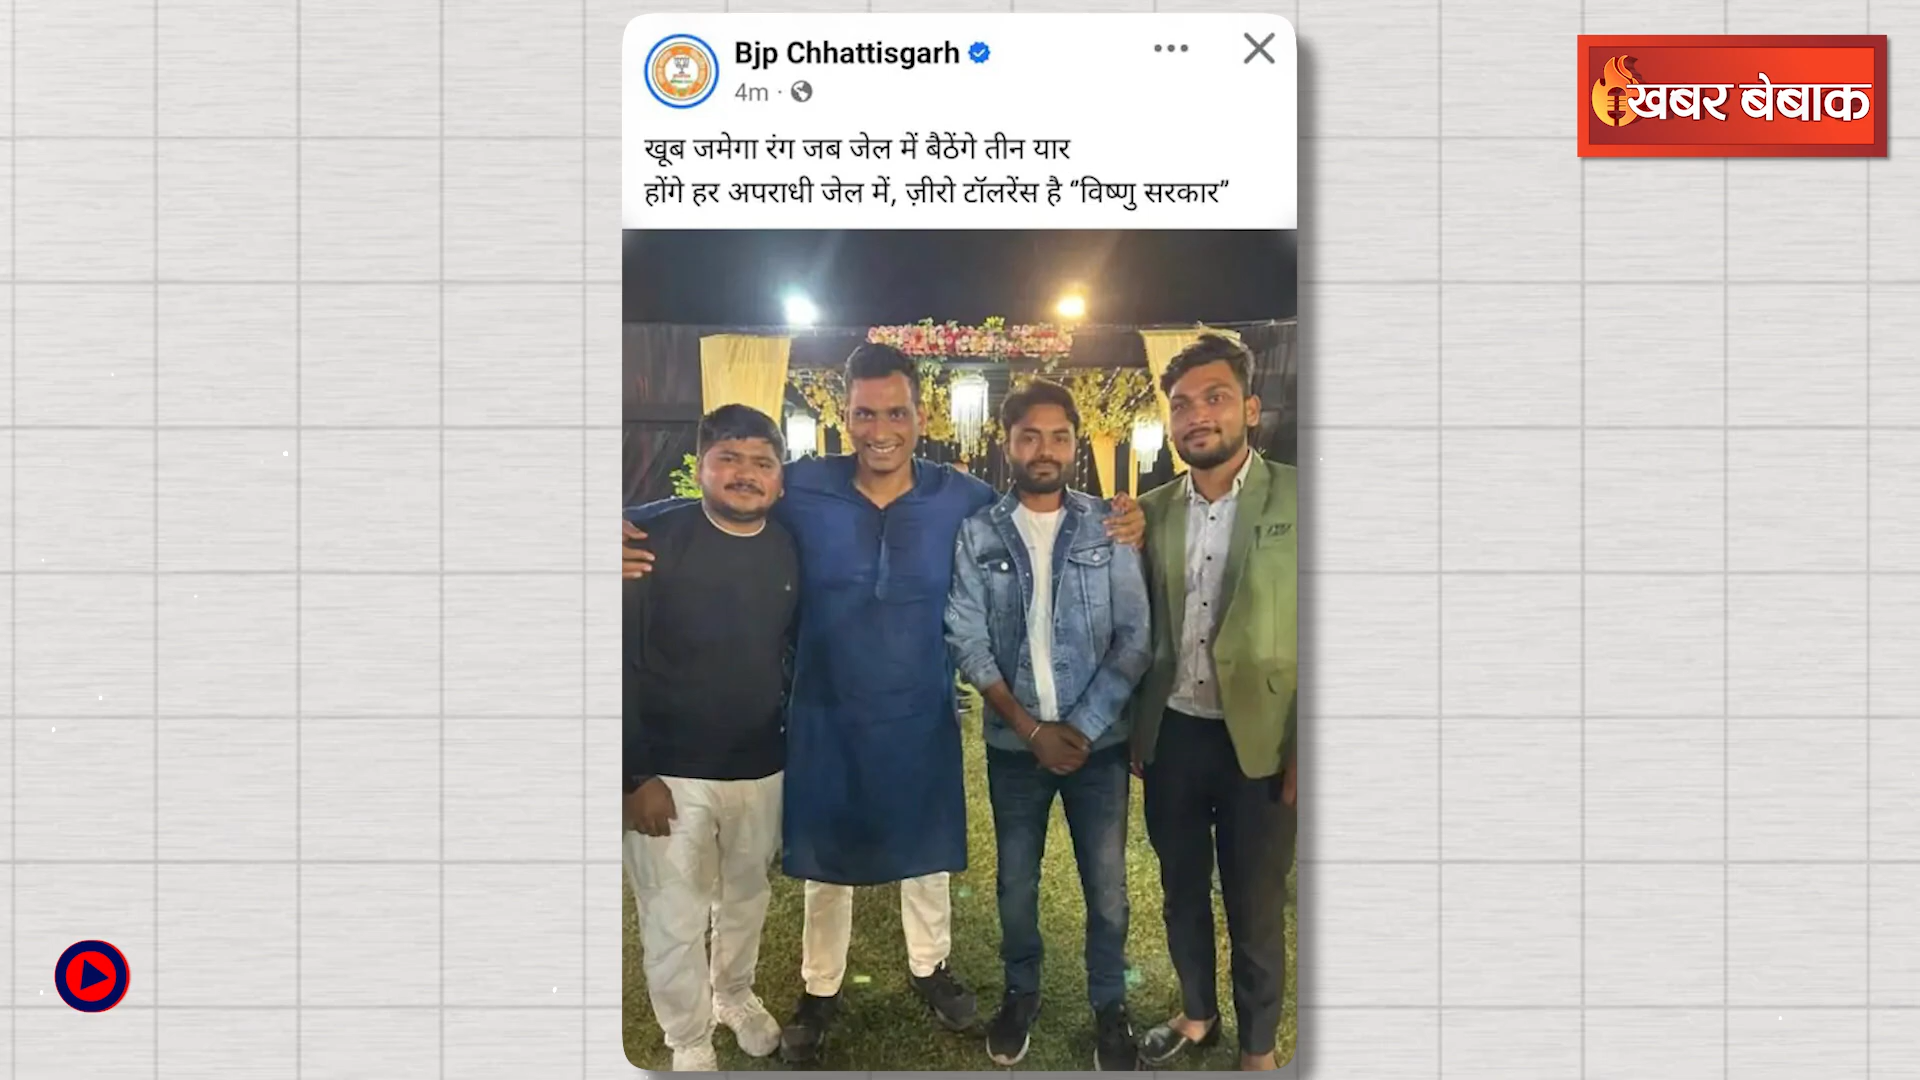 Bjp Chhattisgarh
4m ·
खूब जमेगा रंग जब जेल में बैठेंगे तीन यार
होंगे हर अपराधी जेल में, ज़ीरो टॉलरेंस है “विष्णु सरकार”
खबर बेबाक